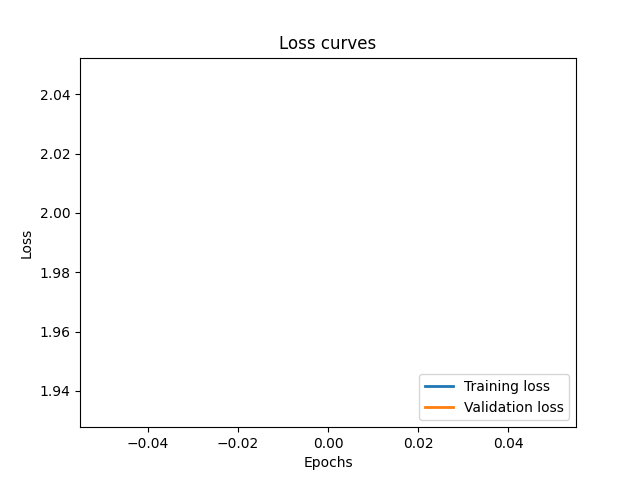 Loss curves
2.04
2.02
2.00
1.98
1.96
1.94
Loss
Training loss
Validation loss
−0.04 −0.02 0.00 0.02 0.04
Epochs